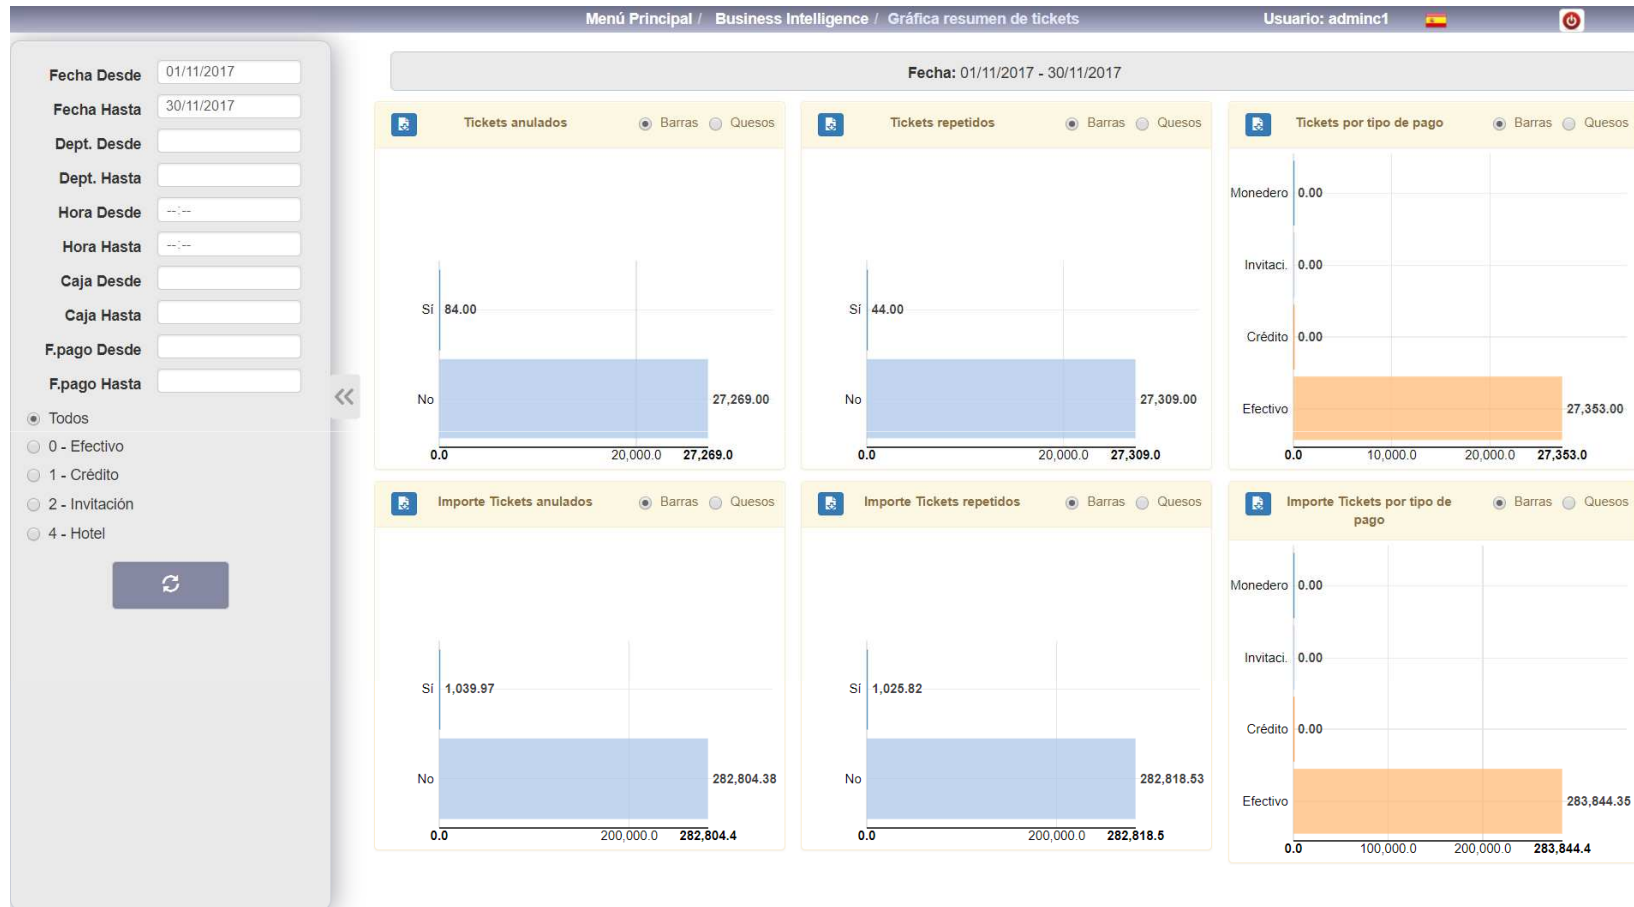 Menú Principal / Business Intelligence / Gráfica resumen de tickets
Usuario: adminc1
Fecha Desde 01/11/2017
Fecha Hasta 30/11/2017
Dept. Desde
Dept. Hasta
Hora Desde --:--
Hora Hasta --:--
Caja Desde
Caja Hasta
F.pago Desde
F.pago Hasta
Todos
0 - Efectivo
1 - Crédito
2 - Invitación
4 - Hotel
Fecha: 01/11/2017 - 30/11/2017
Tickets anulados Barras Quesos
Sí 84.00
No 27,269.00
0.0 20,000.0 27,269.0
Tickets repetidos Barras Quesos
Sí 44.00
No 27,309.00
0.0 20,000.0 27,309.0
Tickets por tipo de pago Barras Quesos
Monedero 0.00
Invitaci. 0.00
Crédito 0.00
Efectivo 27,353.00
0.0 10,000.0 20,000.0 27,353.0
Importe Tickets anulados Barras Quesos
Sí 1,039.97
No 282,804.38
0.0 200,000.0 282,804.4
Importe Tickets repetidos Barras Quesos
Sí 1,025.82
No 282,818.53
0.0 200,000.0 282,818.5
Importe Tickets por tipo de
pago
Barras Quesos
Monedero 0.00
Invitaci. 0.00
Crédito 0.00
Efectivo 283,844.35
0.0 100,000.0 200,000.0 283,844.4